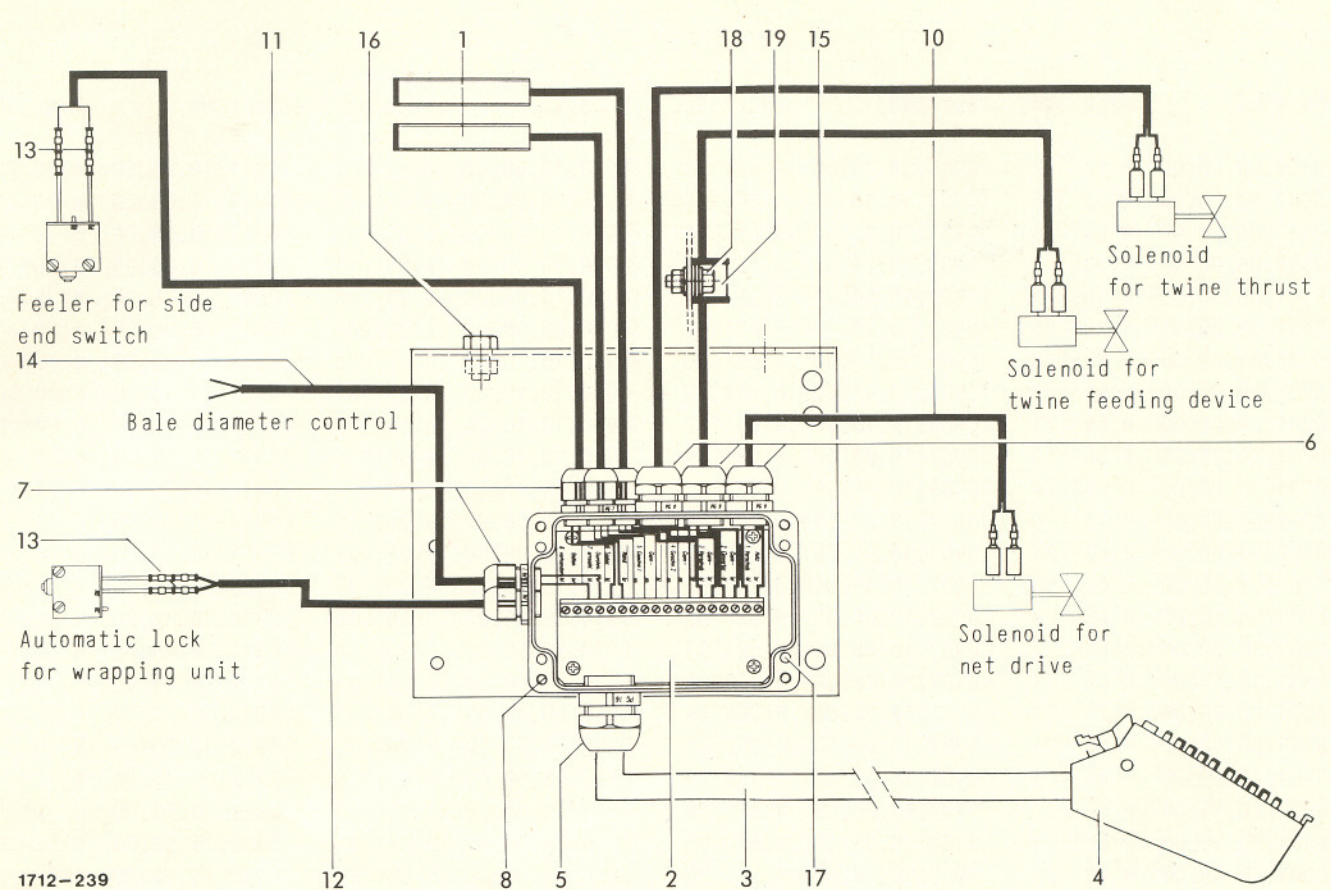 11
16
1
18
19
15
10
13
Solenoid
for twine thrust
Feeler for side
end switch
14
Solenoid for
twine feeding device
Bale diameter control
6
7
13
Automatic lock
for wrapping unit
Solenoid for
net drive
1712-239
12
8
5
2
3
17
4